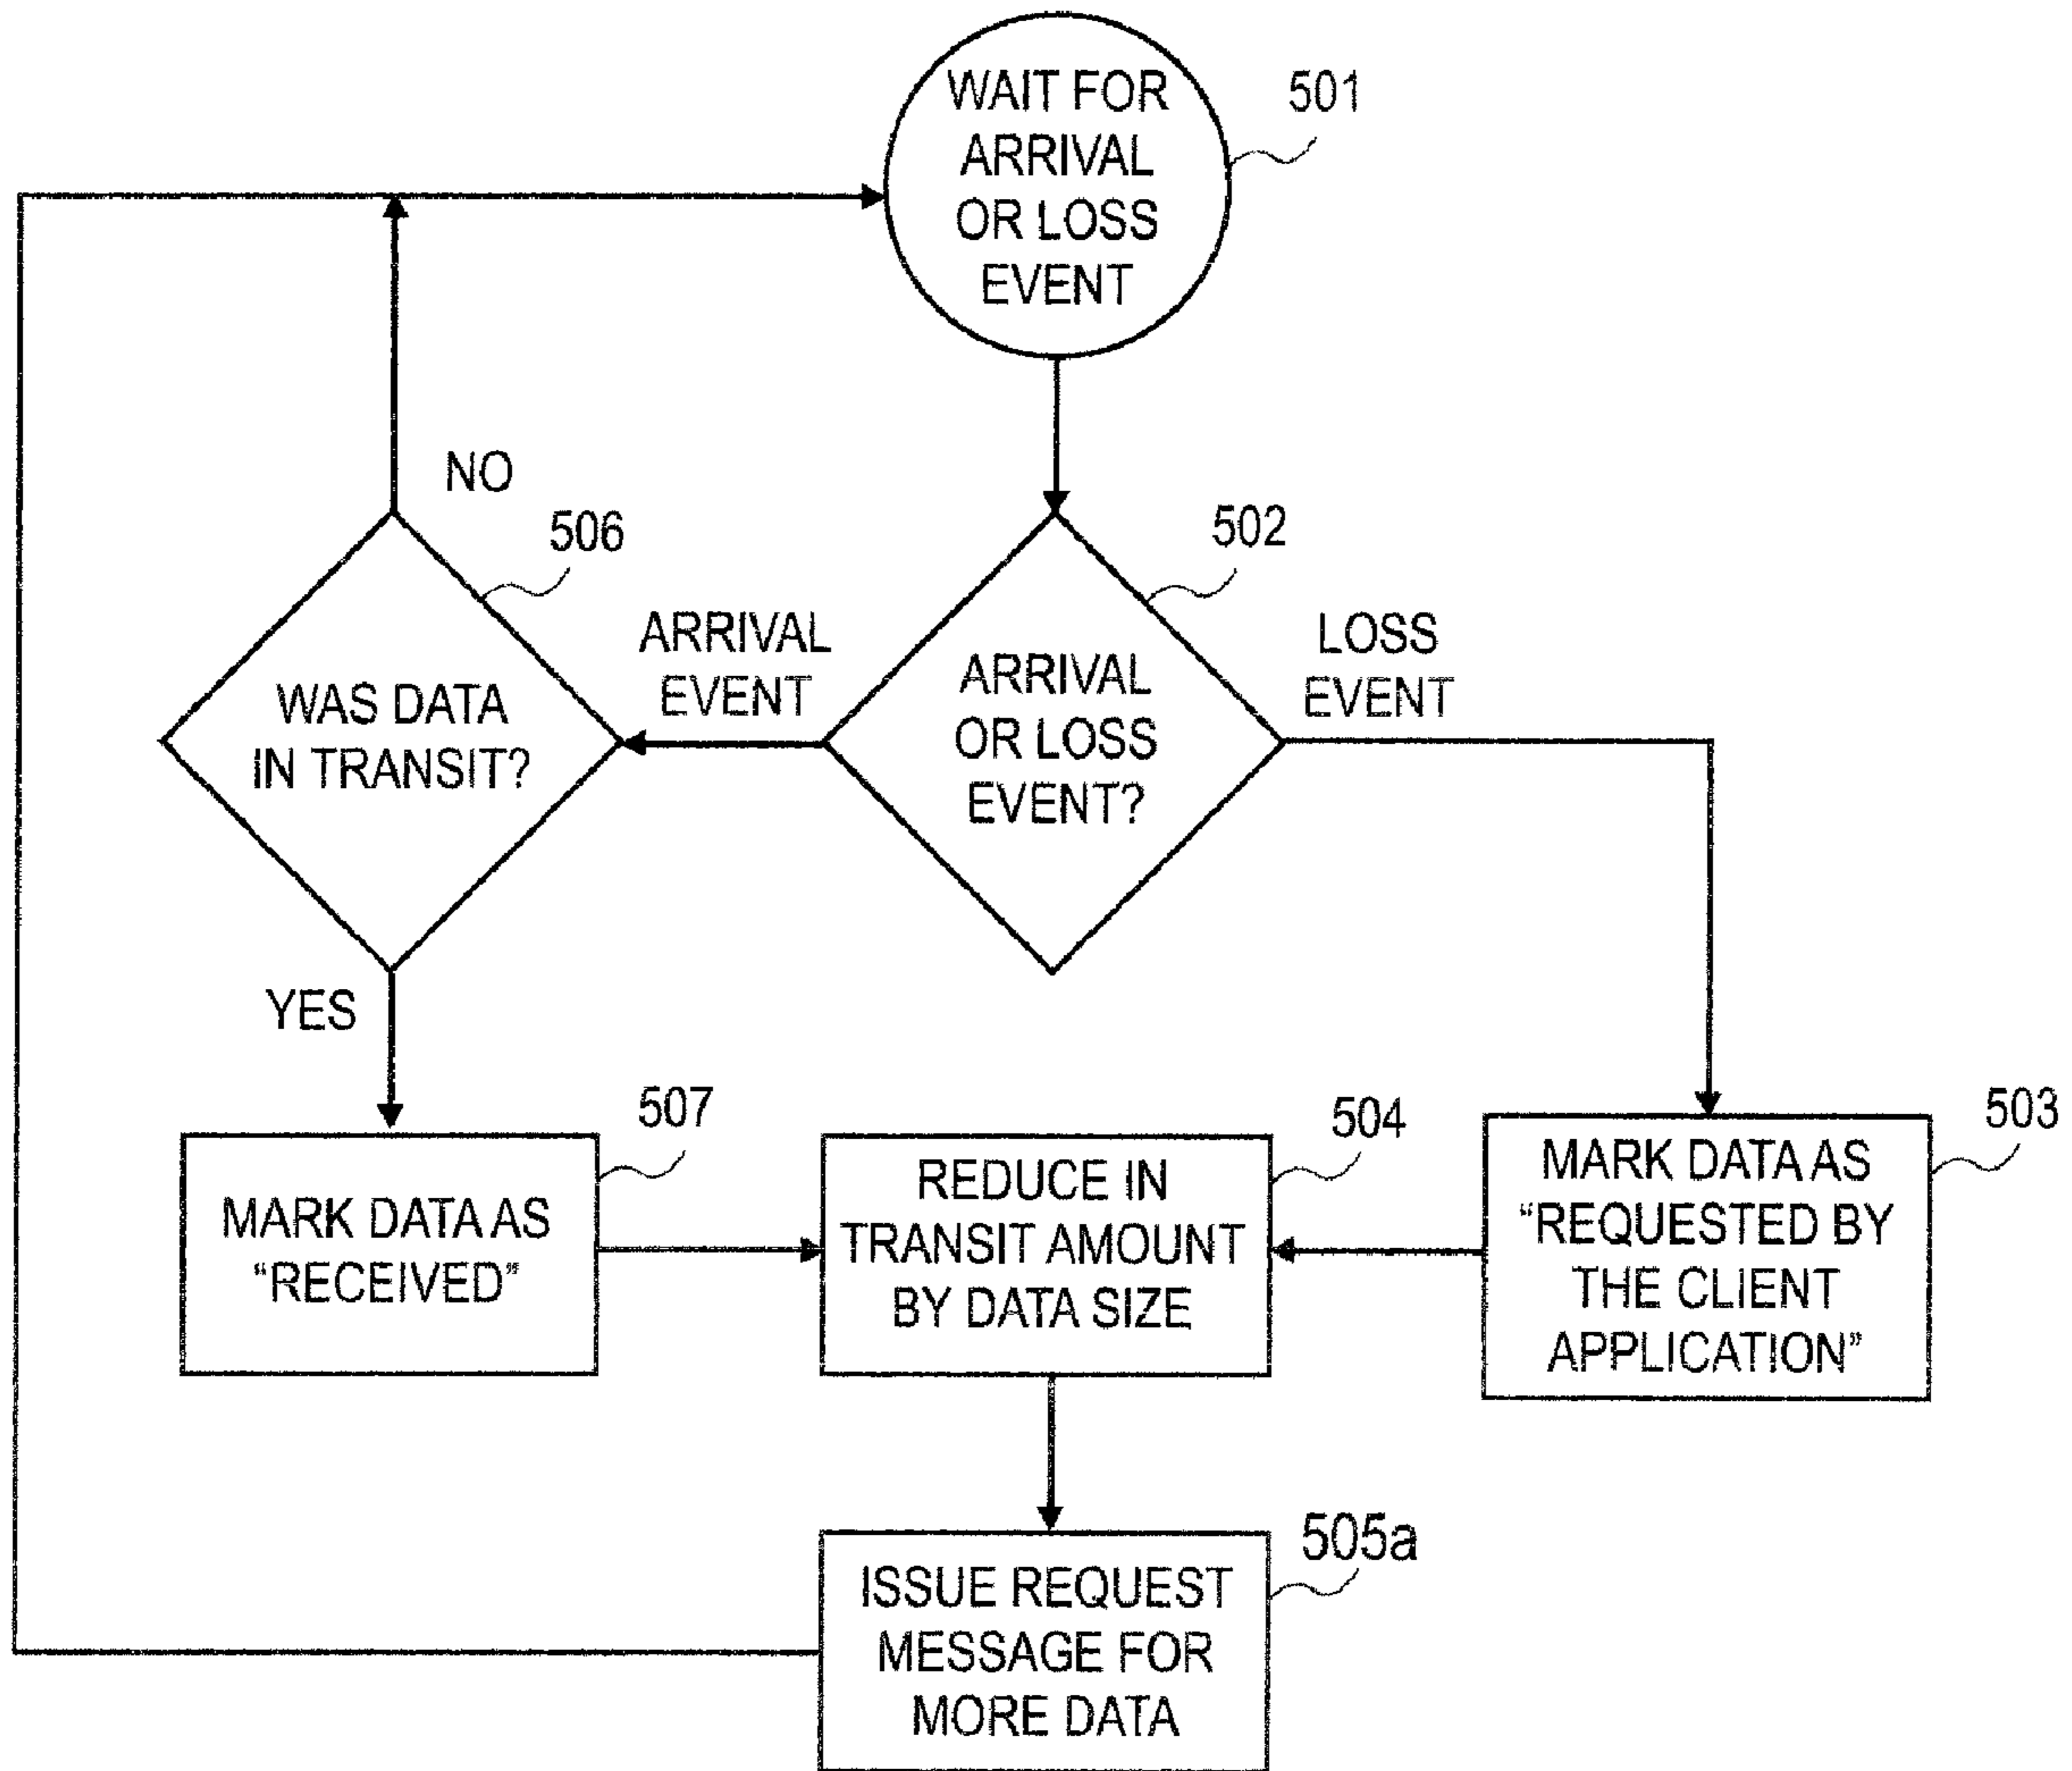 WAIT FOR
ARRIVAL
OR LOSS
EVENT
501
NO
506
502
ARRIVAL
EVENT
LOSS
EVENT
WAS DATA
IN TRANSIT?
ARRIVAL
OR LOSS
EVENT?
YES
507
504
503
MARK DATA AS
“RECEIVED”
REDUCE IN
TRANSIT AMOUNT
BY DATA SIZE
MARK DATA AS
“REQUESTED BY
THE CLIENT
APPLICATION”
505a
ISSUE REQUEST
MESSAGE FOR
MORE DATA